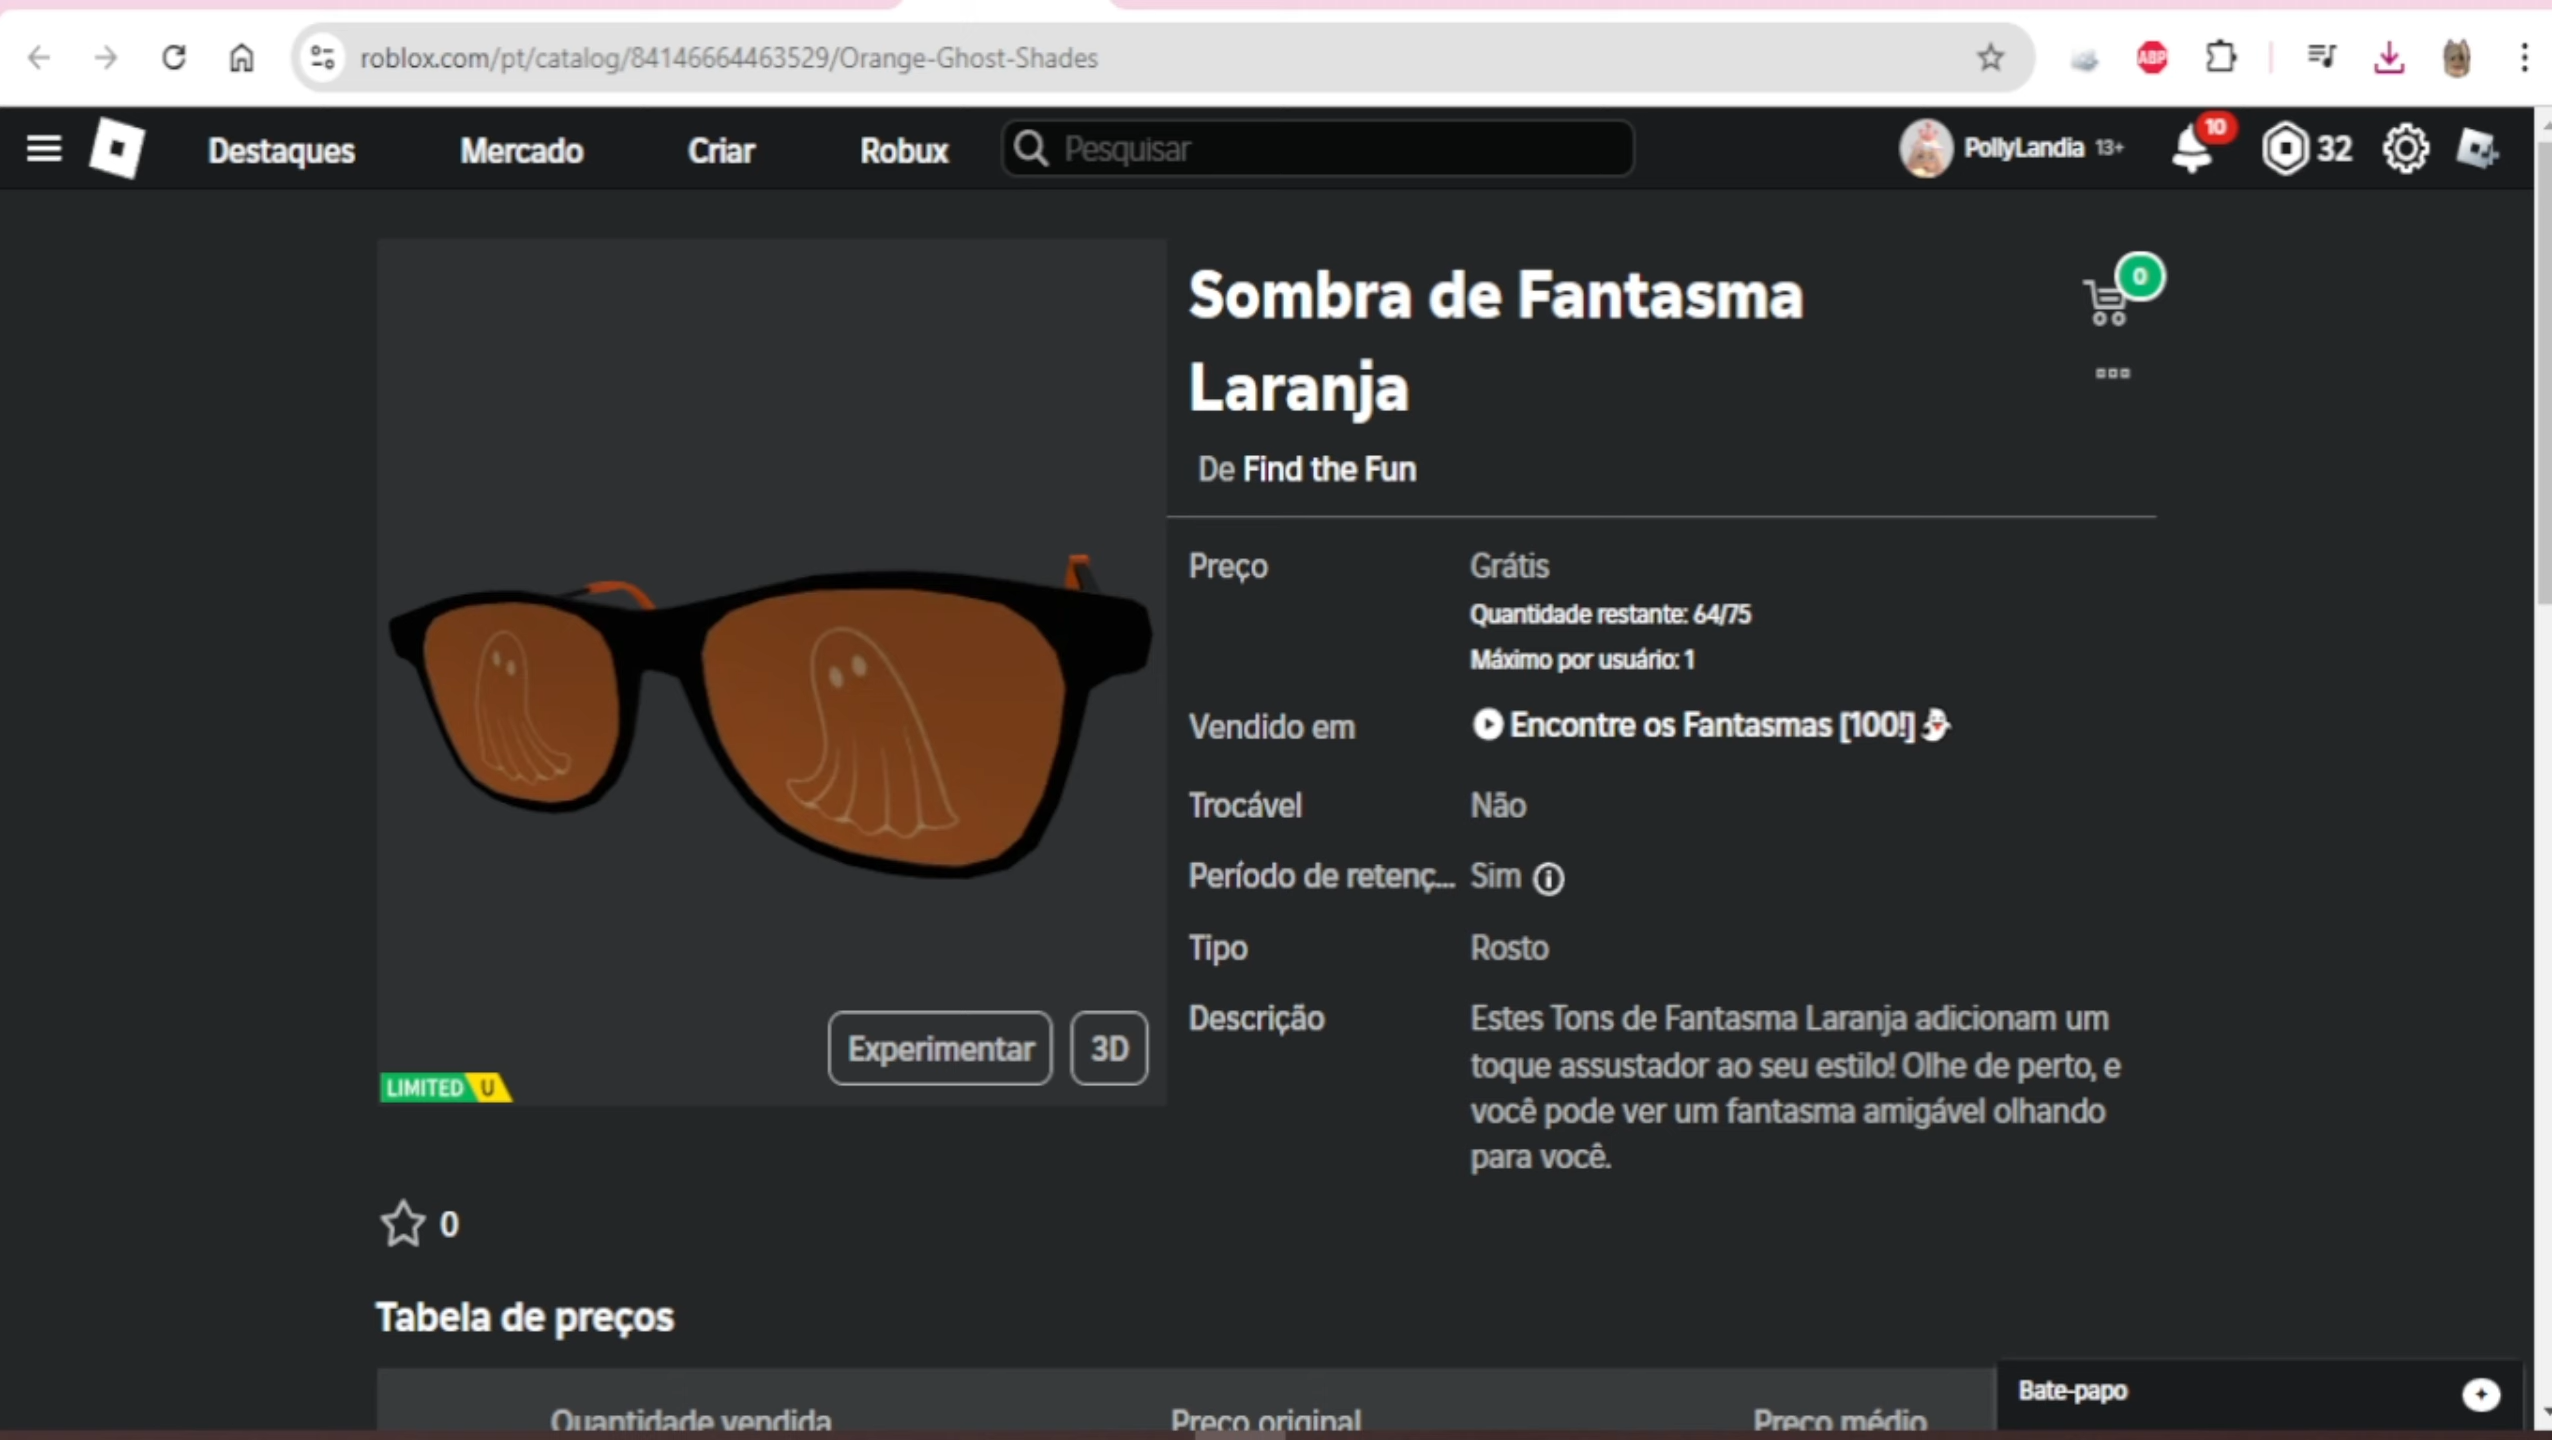 roblox.com/pt/catalog/84146664463529/Orange-Ghost-Shades
ABP
Destaques Mercado Criar Robux Pesquisar PollyLandia 13+ 10 32
Sombra de Fantasma
Laranja
0
De Find the Fun
Preço Grátis
Quantidade restante: 64/75
Máximo por usuário: 1
Vendido em Encontre os Fantasmas [100!]
Trocável Não
Período de retenç... Sim
Tipo Rosto
Descrição Estes Tons de Fantasma Laranja adicionam um
toque assustador ao seu estilo! Olhe de perto, e
você pode ver um fantasma amigável olhando
para você.
Experimentar 3D
LIMITED U
0
Tabela de preços
Quantidade vendida Preço original Preço médio
Bate-papo